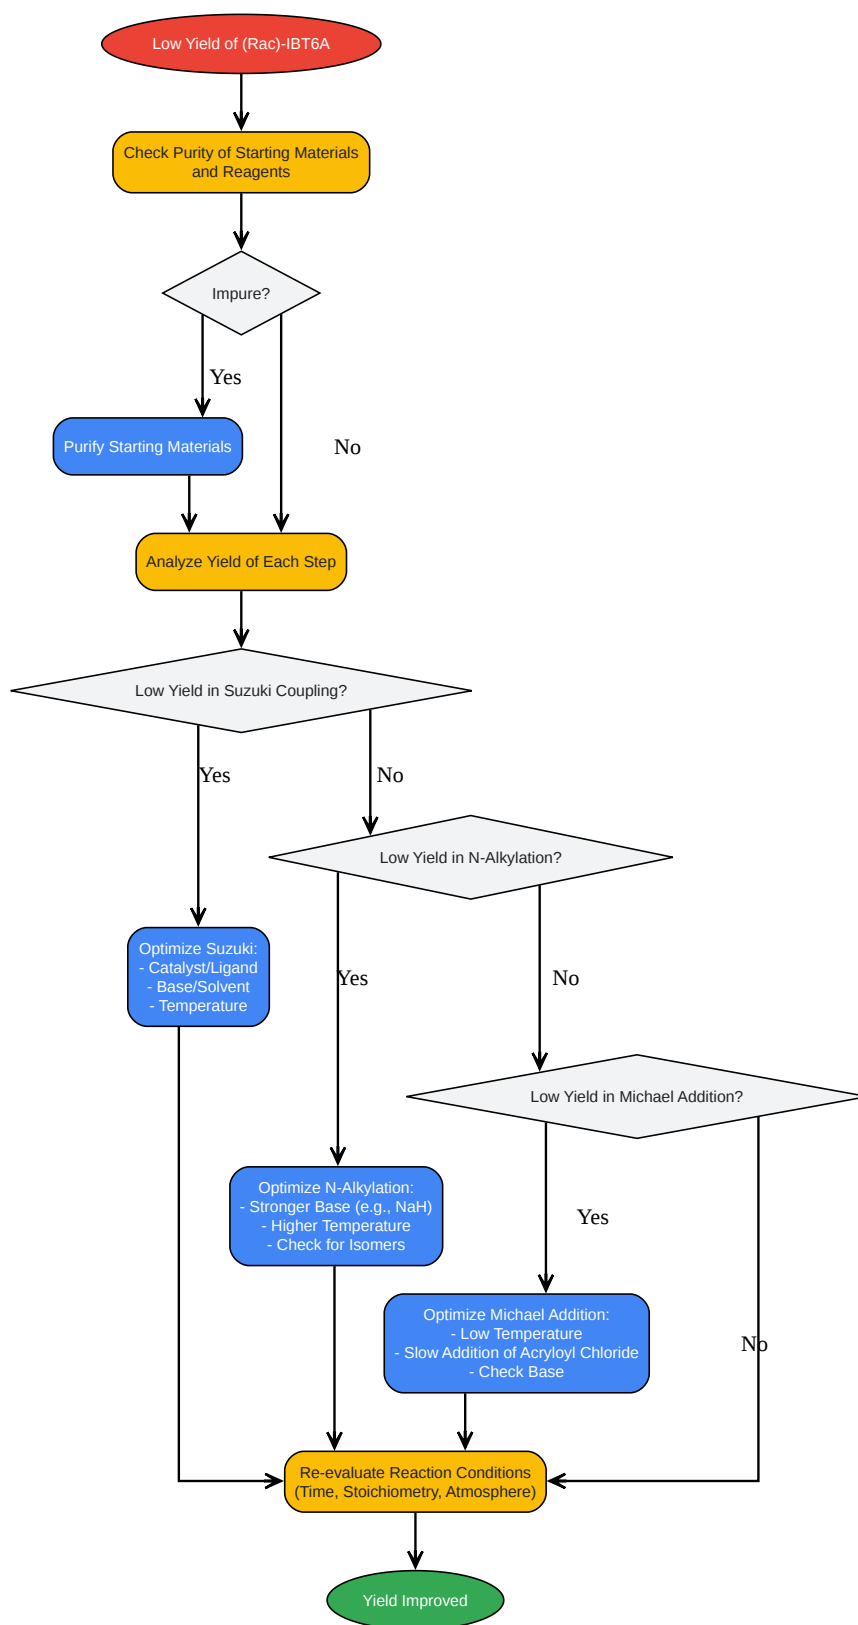 Low Yield of (Rac)-IBT6A
Check Purity of Starting Materials
and Reagents
Impure?
Yes
No
Purify Starting Materials
Analyze Yield of Each Step
Low Yield in Suzuki Coupling?
Yes
No
Low Yield in N-Alkylation?
Optimize Suzuki:
- Catalyst/Ligand
- Base/Solvent
- Temperature
Yes
No
Low Yield in Michael Addition?
Optimize N-Alkylation:
- Stronger Base (e.g., NaH)
- Higher Temperature
- Check for Isomers
Yes
No
Optimize Michael Addition:
- Low Temperature
- Slow Addition of Acryloyl Chloride
- Check Base
Re-evaluate Reaction Conditions
(Time, Stoichiometry, Atmosphere)
Yield Improved